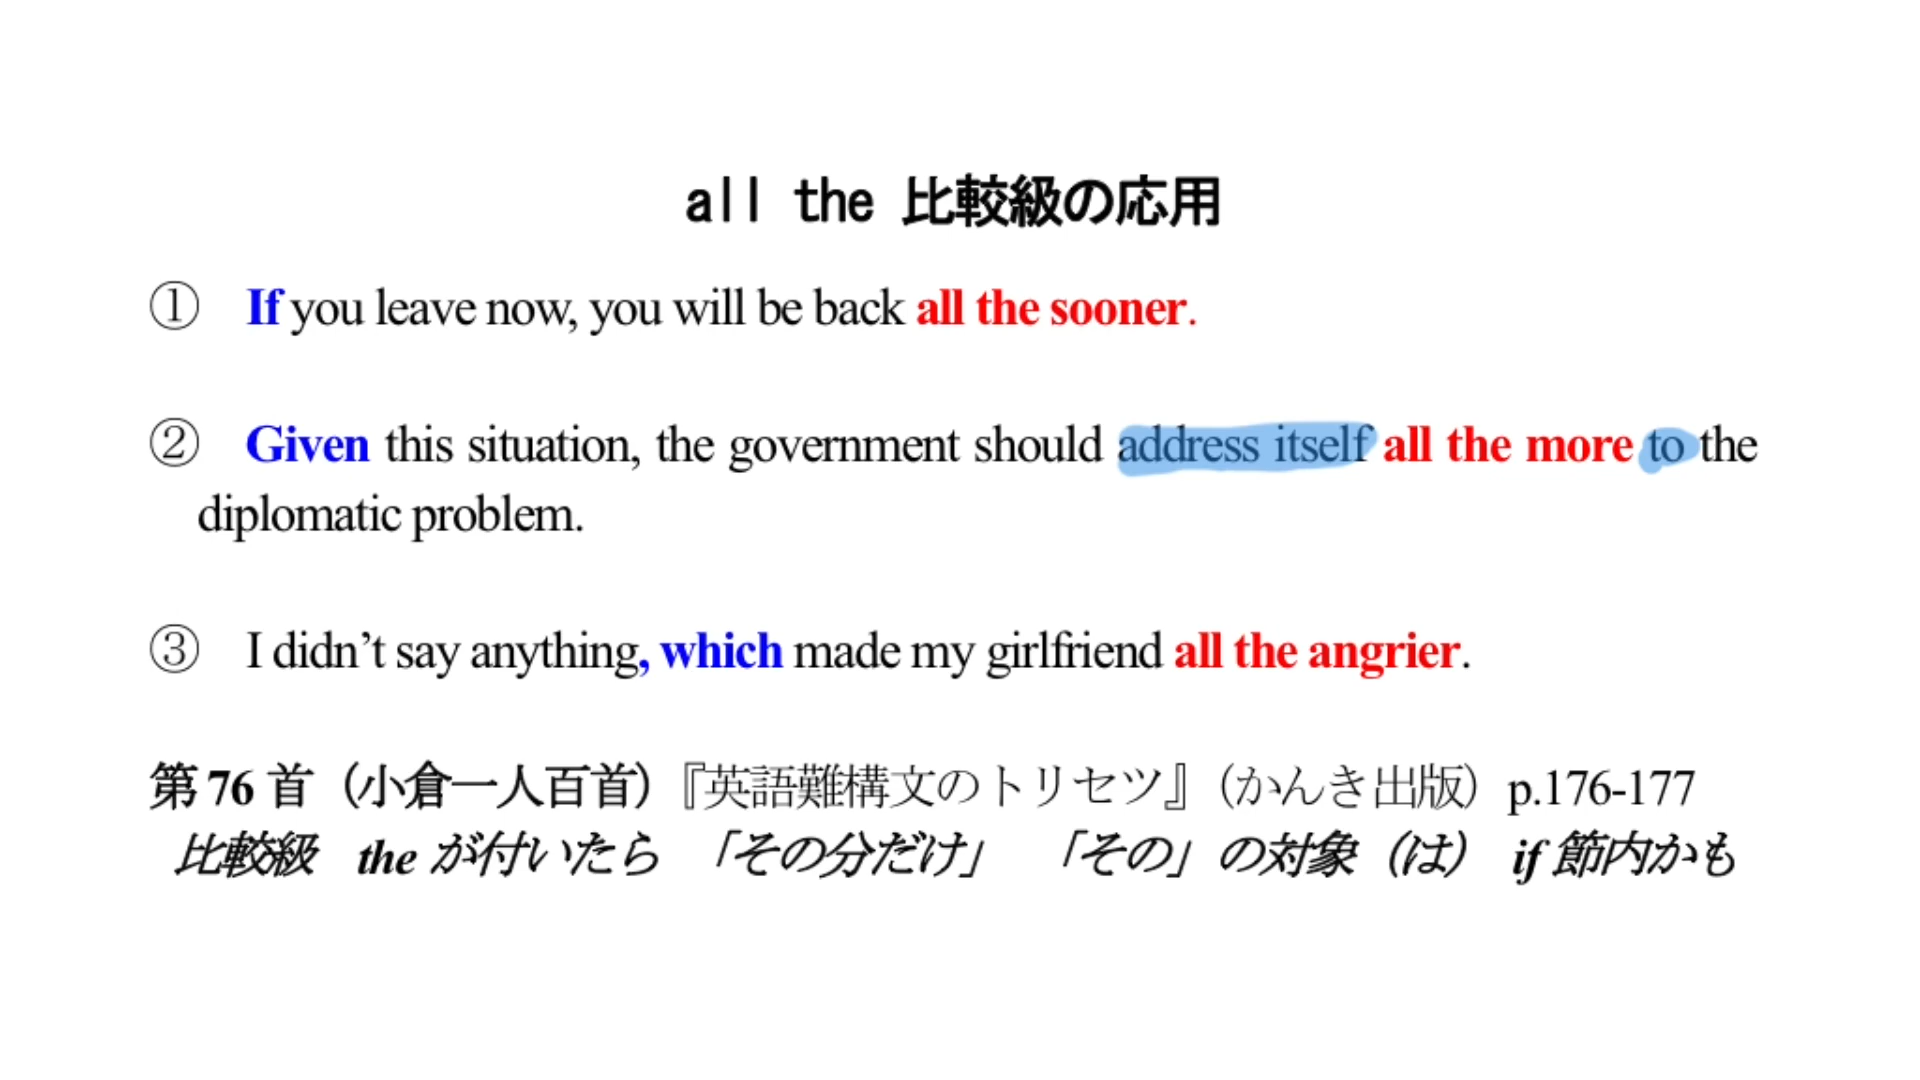 all the 比較級の応用
① If you leave now, you will be back all the sooner.
② Given this situation, the government should address itself all the more to the
diplomatic problem.
③ I didn’t say anything, which made my girlfriend all the angrier.
第 76 首（小倉一人百首）『英語難構文のトリセツ』（かんき出版）p.176-177
比較級 the が付いたら 「その分だけ」 「その」の対象（は） if 節内かも